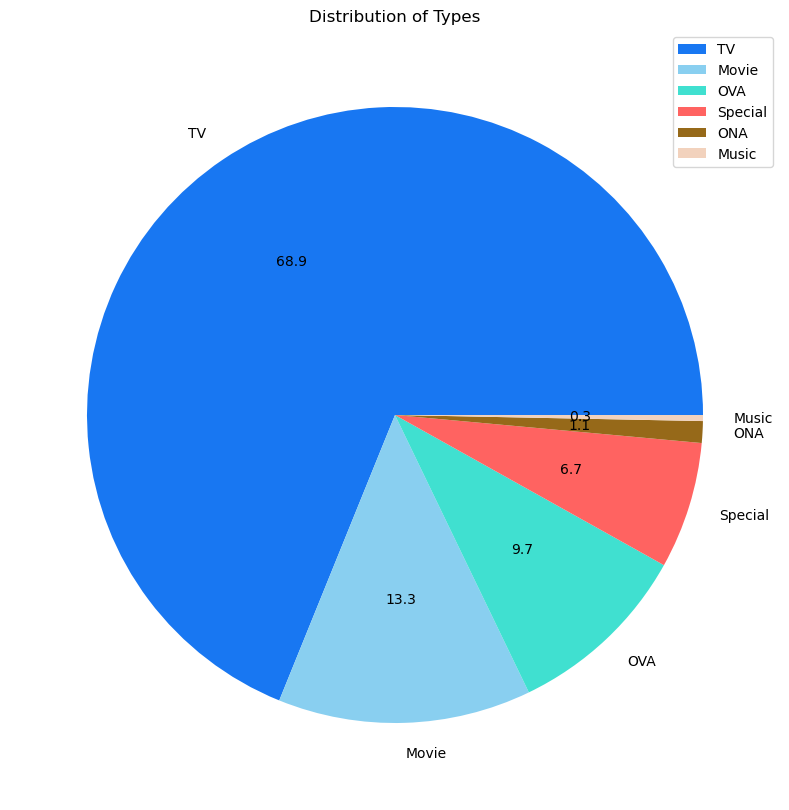 Distribution of Types
TV
Movie
OVA
Special
ONA
Music
TV
68.9
0.3
Music
1.1
ONA
6.7
Special
9.7
13.3
OVA
Movie